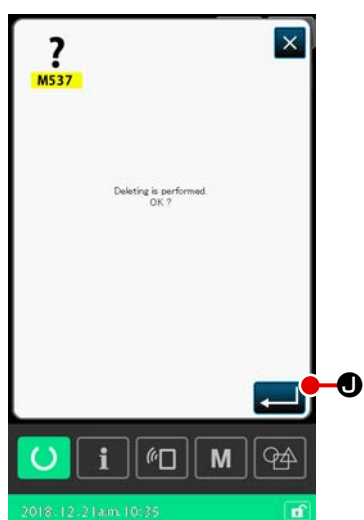 ?
M537
Deleting is performed.
OK ?
J
i
M
2018.12.21a.m.10:35